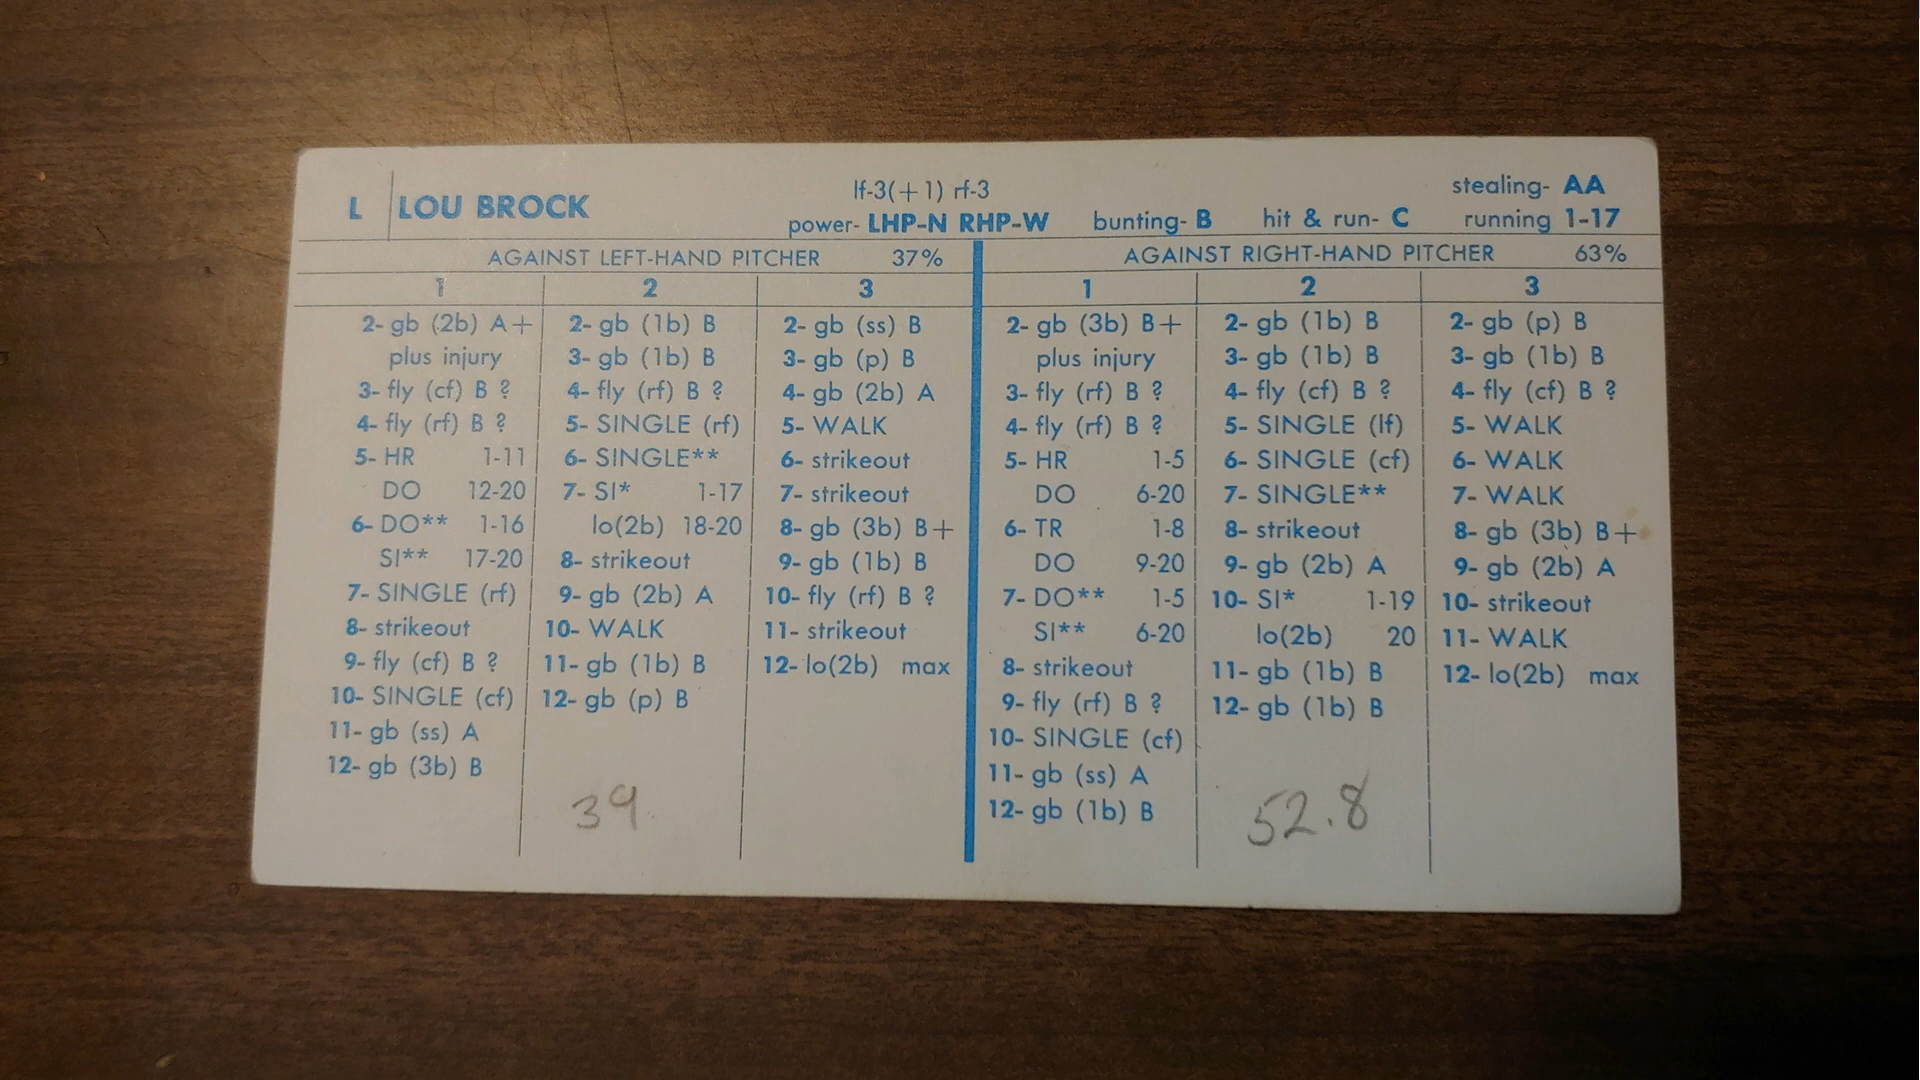 L LOU BROCK lf-3(+1) rf-3 stealing- AA
power- LHP-N RHP-W bunting- B hit & run- C running 1-17
AGAINST LEFT-HAND PITCHER 37%
1 2 3
2- gb (2b) A+ 2- gb (1b) B 2- gb (ss) B
plus injury 3- gb (1b) B 3- gb (p) B
3- fly (cf) B ? 4- fly (rf) B ? 4- gb (2b) A
4- fly (rf) B ? 5- SINGLE (rf) 5- WALK
5- HR 1-11 6- SINGLE** 6- strikeout
DO 12-20 7- SI* 1-17 7- strikeout
6- DO** 1-16 lo(2b) 18-20 8- gb (3b) B+
SI** 17-20 8- strikeout 9- gb (1b) B
7- SINGLE (rf) 9- gb (2b) A 10- fly (rf) B ?
8- strikeout 10- WALK 11- strikeout
9- fly (cf) B ? 11- gb (1b) B 12- lo(2b) max
10- SINGLE (cf) 12- gb (p) B
11- gb (ss) A
12- gb (3b) B
39
AGAINST RIGHT-HAND PITCHER 63%
1 2 3
2- gb (3b) B+ 2- gb (1b) B 2- gb (p) B
plus injury 3- gb (1b) B 3- gb (1b) B
3- fly (rf) B ? 4- fly (cf) B ? 4- fly (cf) B ?
4- fly (rf) B ? 5- SINGLE (lf) 5- WALK
5- HR 1-5 6- SINGLE (cf) 6- WALK
DO 6-20 7- SINGLE** 7- WALK
6- TR 1-8 8- strikeout 8- gb (3b) B+
DO 9-20 9- gb (2b) A 9- gb (2b) A
7- DO** 1-5 10- SI* 1-19 10- strikeout
SI** 6-20 lo(2b) 20 11- WALK
8- strikeout 11- gb (1b) B 12- lo(2b) max
9- fly (rf) B ? 12- gb (1b) B
10- SINGLE (cf)
11- gb (ss) A
12- gb (1b) B
52.8